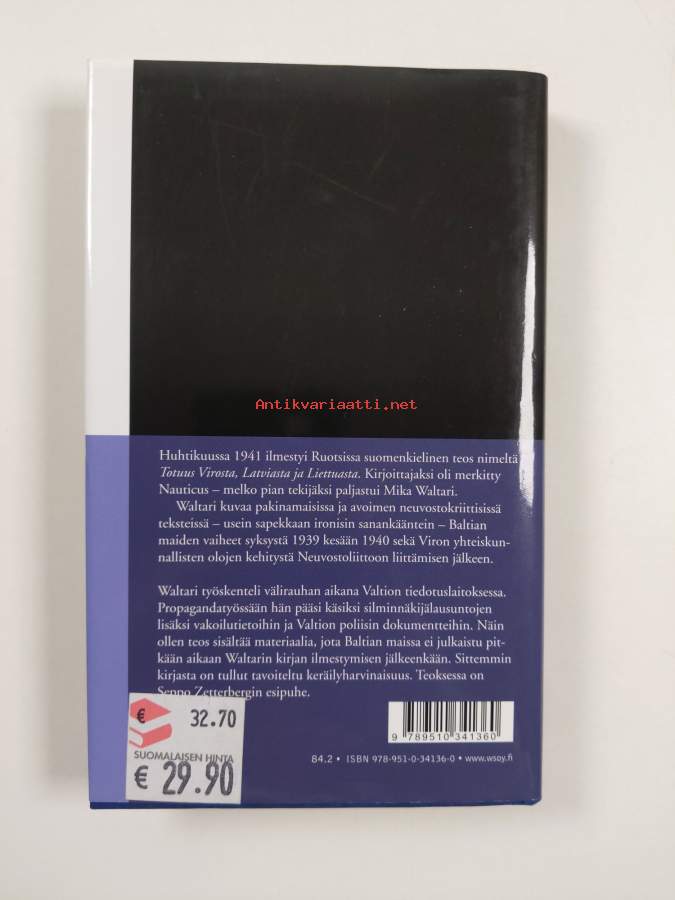 Antikvariaatti.net
Huhtikuussa 1941 ilmestyi Ruotsissa suomenkielinen teos nimeltä
Totuus Virosta, Latviasta ja Liettuasta. Kirjoittajaksi oli merkitty
Nauticus – melko pian tekijäksi paljastui Mika Waltari.
Waltari kuvaa pakinamaisissa ja avoimen neuvostokriittisissä
teksteissä – usein sapekkaan ironisin sanankääntein – Baltian
maiden vaiheet syksystä 1939 kesään 1940 sekä Viron yhteiskun-
nallisten olojen kehitystä Neuvostoliittoon liittämisen jälkeen.
Waltari työskenteli välirauhan aikana Valtion tiedotuslaitoksessa.
Propagandatyössään hän pääsi käsiksi silminnäkijälausuntojen
lisäksi vakoilutietoihin ja Valtion poliisin dokumentteihin. Näin
ollen teos sisältää materiaalia, jota Baltian maissa ei julkaistu pit-
kään aikaan Waltarin kirjan ilmestymisen jälkeenkään. Sittemmin
kirjasta on tullut tavoiteltu keräilyharvinaisuus. Teoksessa on
Seppo Zetterbergin esipuhe.
€ 32.70
SUOMALAISEN HINTA
€ 29.90
9 789510 341360
84.2 • ISBN 978-951-0-34136-0 • www.wsoy.fi